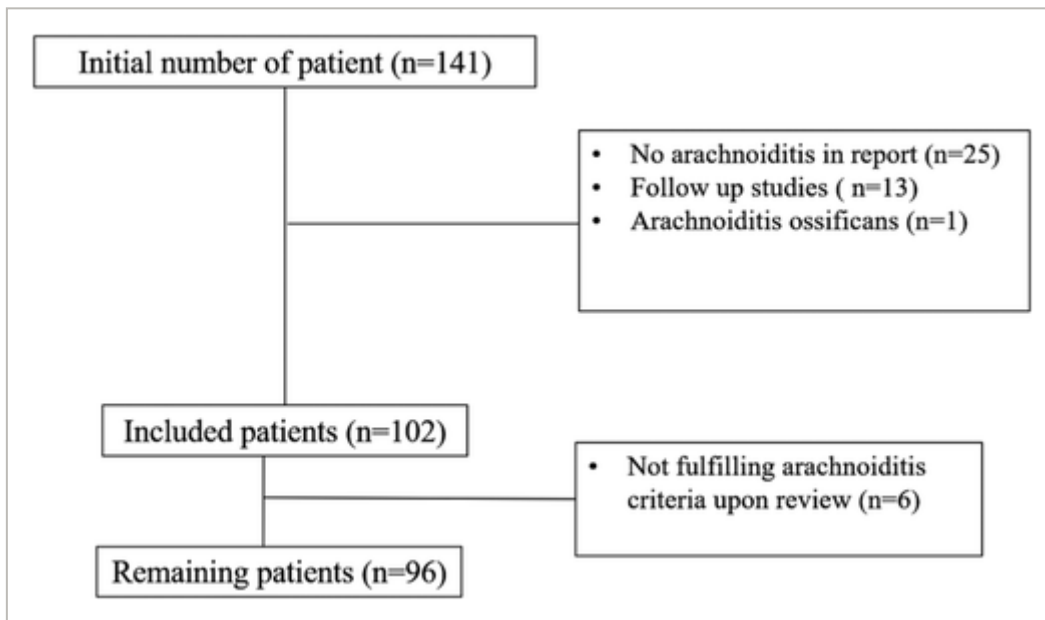 Initial number of patient (n=141)
• No arachnoiditis in report (n=25)
• Follow up studies ( n=13)
• Arachnoiditis ossificans (n=1)
Included patients (n=102)
• Not fulfilling arachnoiditis
criteria upon review (n=6)
Remaining patients (n=96)